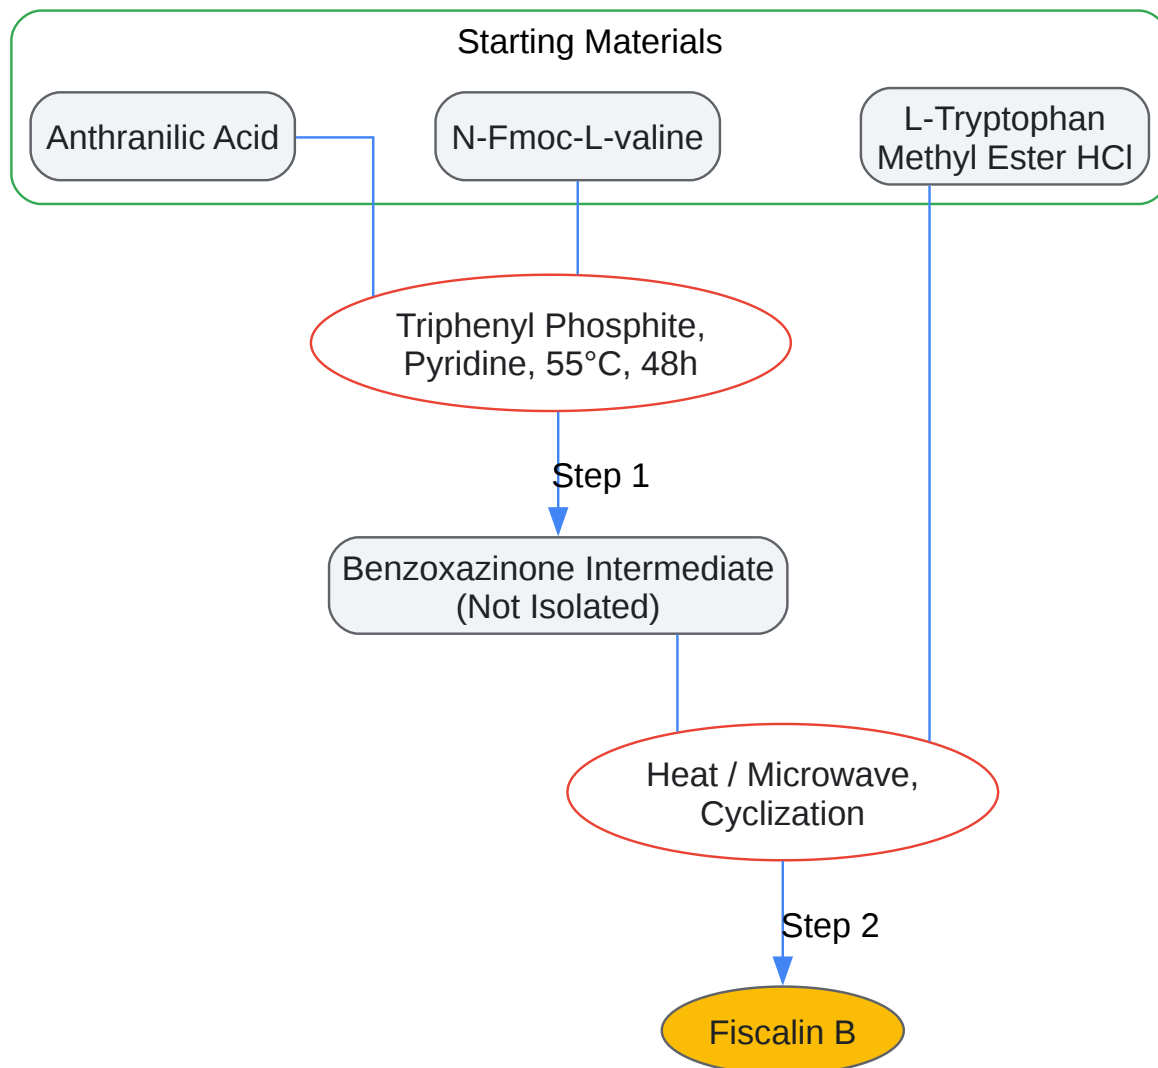 Starting Materials
Anthranilic Acid
N-Fmoc-L-valine
L-Tryptophan
Methyl Ester HCl
Triphenyl Phosphite,
Pyridine, 55°C, 48h
Step 1
Benzoxazinone Intermediate
(Not Isolated)
Heat / Microwave,
Cyclization
Step 2
Fiscalin B